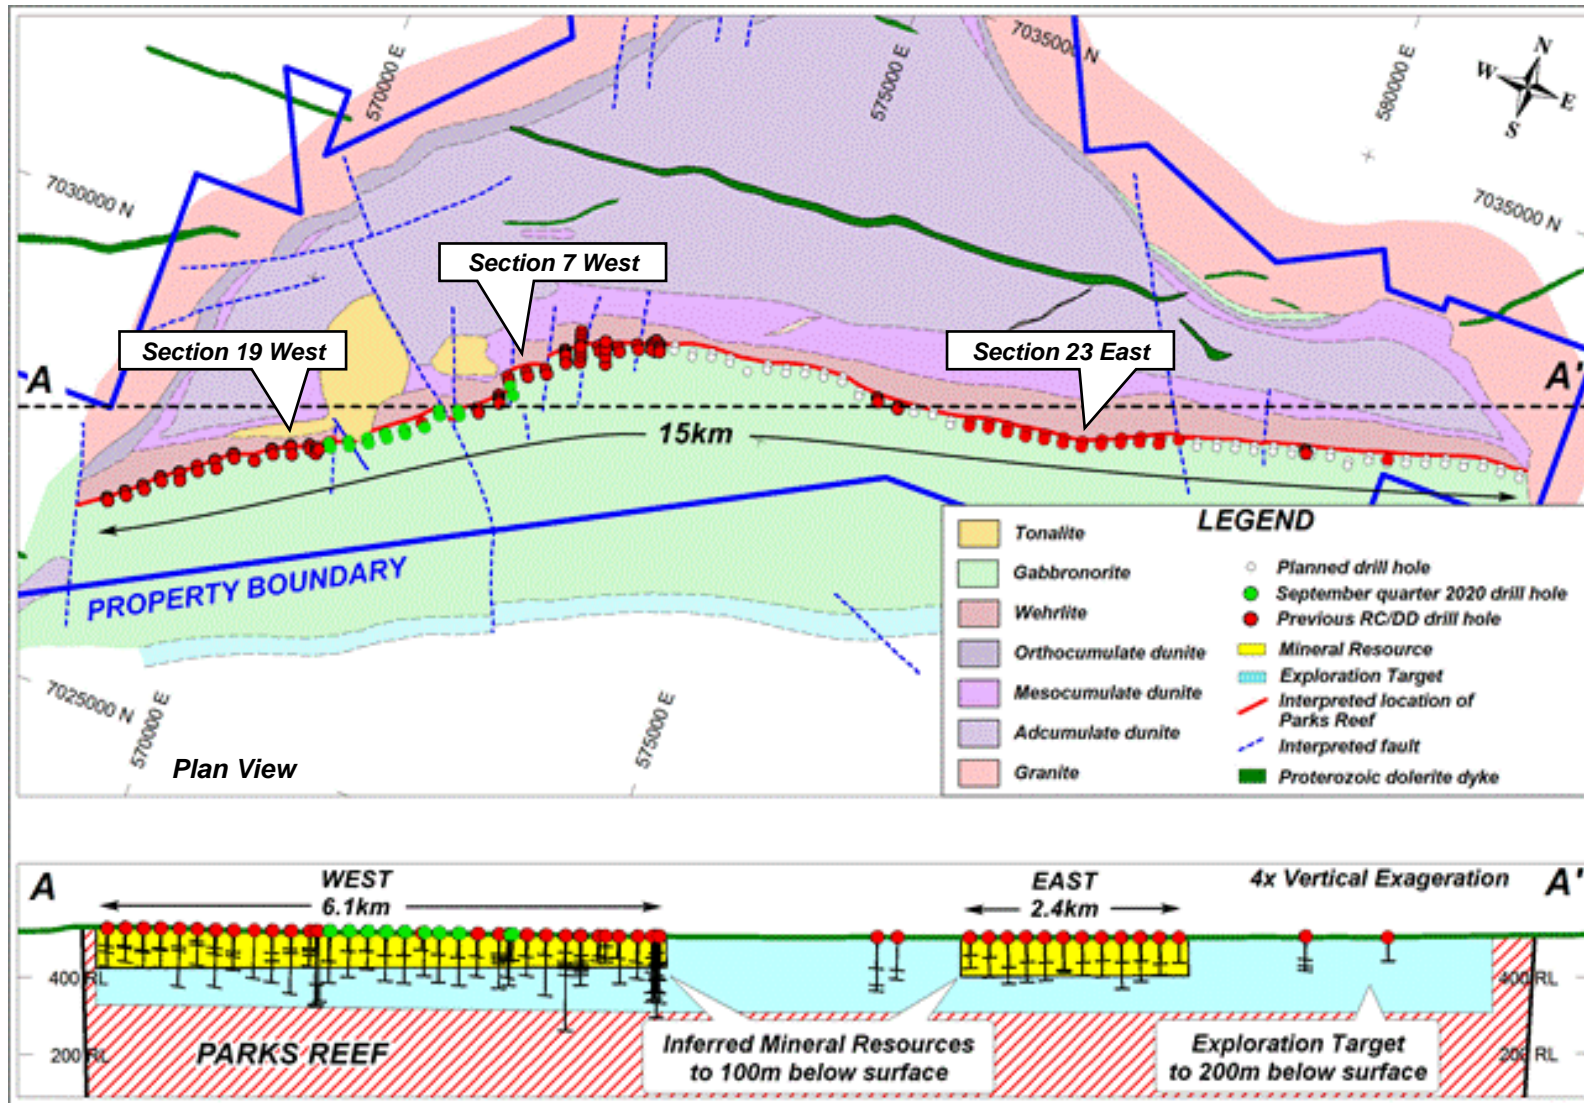 570000 E
575000 E
7035000 N
580000 E
N
W
E
S
7030000 N
7035000 N
Section 7 West
Section 19 West
Section 23 East
A
A'
15km
PROPERTY BOUNDARY
7025000 N
570000 E
575000 E
Plan View
LEGEND
Tonalite
Gabbronorite
Wehrlite
Orthocumulate dunite
Mesocumulate dunite
Adcumulate dunite
Granite
Planned drill hole
September quarter 2020 drill hole
Previous RC/DD drill hole
Mineral Resource
Exploration Target
Interpreted location of
Parks Reef
Interpreted fault
Proterozoic dolerite dyke
A
WEST
6.1km
EAST
2.4km
4x Vertical Exageration
A'
400 RL
400 RL
200 RL
200 RL
PARKS REEF
Inferred Mineral Resources
to 100m below surface
Exploration Target
to 200m below surface